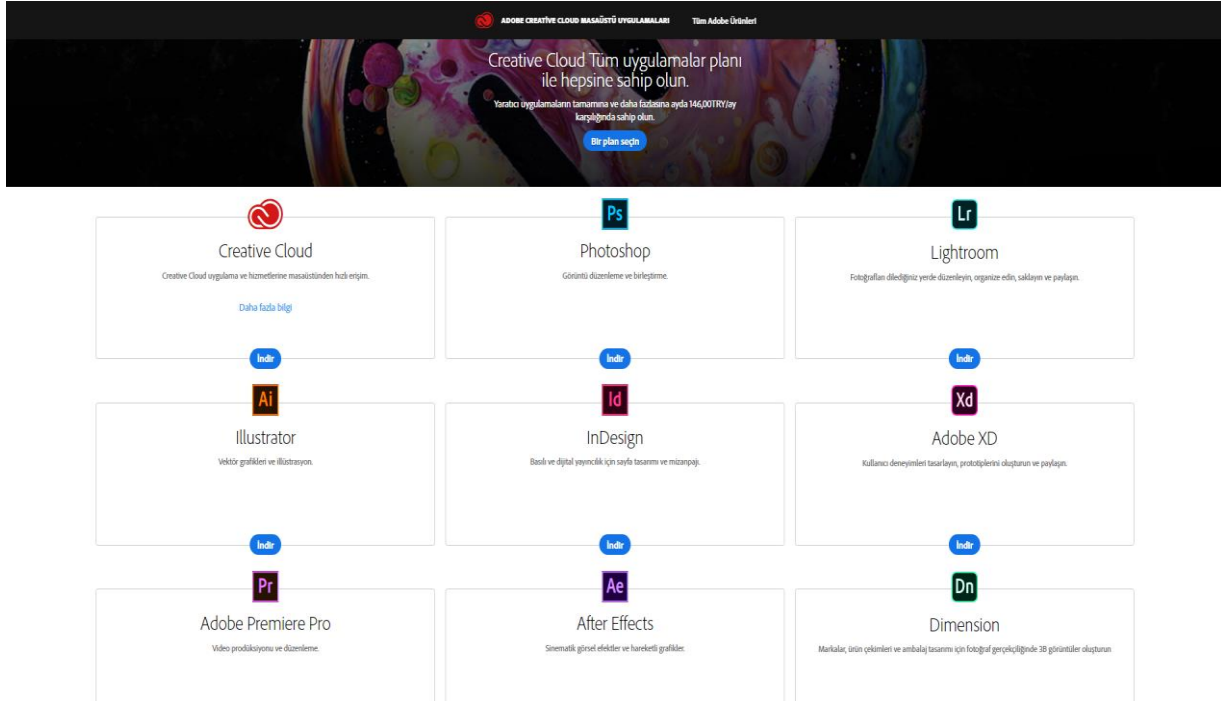 ADOBE CREATİVE CLOUD MASAÜSTÜ UYGULAMALARI Tüm Adobe Ürünleri
Creative Cloud Tüm uygulamalar planı
ile hepsine sahip olun.
Yaratıcı uygulamaların tamamına ve daha fazlasına ayda 146,00TRY/ay
karşılığında sahip olun.
Bir plan seçin
Ps
Lr
Creative Cloud
Photoshop
Lightroom
Creative Cloud uygulama ve hizmetlerine masaüstünden hızlı erişim.
Görüntü düzenleme ve birleştirme.
Fotoğrafları dilediğiniz yerde düzenleyin, organize edin, saklayın ve paylaşın.
Daha fazla bilgi
İndir
İndir
İndir
Ai
Id
Xd
Illustrator
InDesign
Adobe XD
Vektör grafikleri ve illüstrasyon.
Basılı ve dijital yayıncılık için sayfa tasarımı ve mizanpajı.
Kullanıcı deneyimleri tasarlayın, prototiplerini oluşturun ve paylaşın.
İndir
İndir
İndir
Pr
Ae
Dn
Adobe Premiere Pro
After Effects
Dimension
Video prodüksiyonu ve düzenleme.
Sinematik görsel efektler ve hareketli grafikler.
Markalar, ürün çekimleri ve ambalaj tasarımı için fotoğraf gerçekçiliğinde 3B görüntüler oluşturun